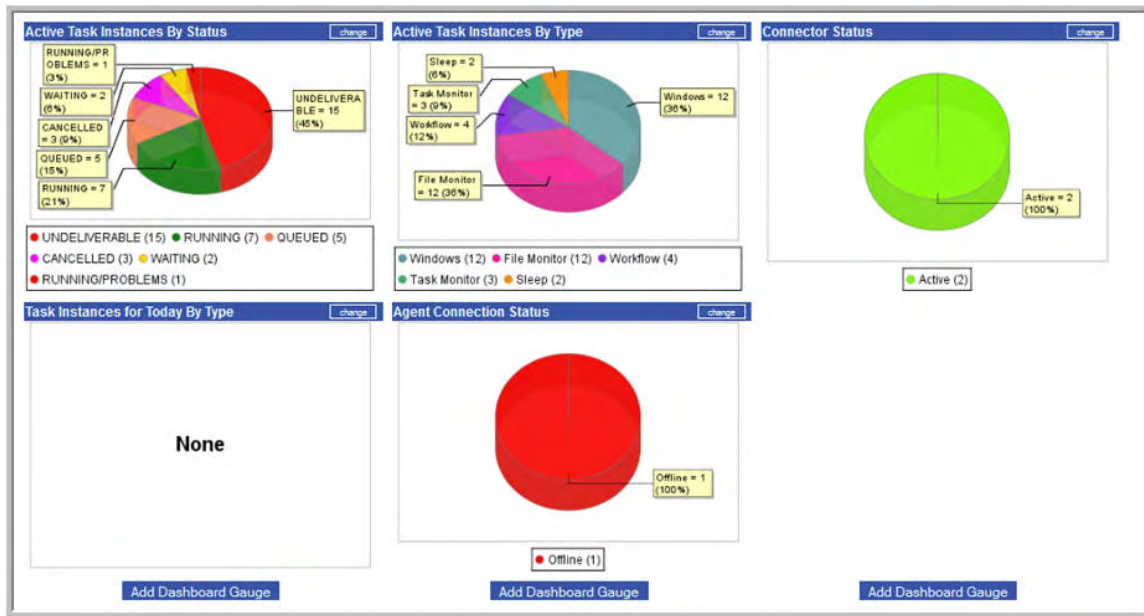 Active Task Instances By Status
change
RUNNING/PR
OBLEMS = 1
(3%)
WAITING = 2
(6%)
CANCELLED
= 3 (9%)
QUEUED = 5
(15%)
RUNNING = 7
(21%)
UNDELIVERA
BLE = 15
(45%)
UNDELIVERABLE (15) RUNNING (7) QUEUED (5)
CANCELLED (3) WAITING (2)
RUNNING/PROBLEMS (1)
Active Task Instances By Type
change
Sleep = 2
(6%)
Task Monitor
= 3 (9%)
Workflow = 4
(12%)
File Monitor
= 12 (36%)
Windows = 12
(36%)
Windows (12) File Monitor (12) Workflow (4)
Task Monitor (3) Sleep (2)
Connector Status
change
Active = 2
(100%)
Active (2)
Task Instances for Today By Type
change
None
Agent Connection Status
change
Offline = 1
(100%)
Offline (1)
Add Dashboard Gauge
Add Dashboard Gauge
Add Dashboard Gauge